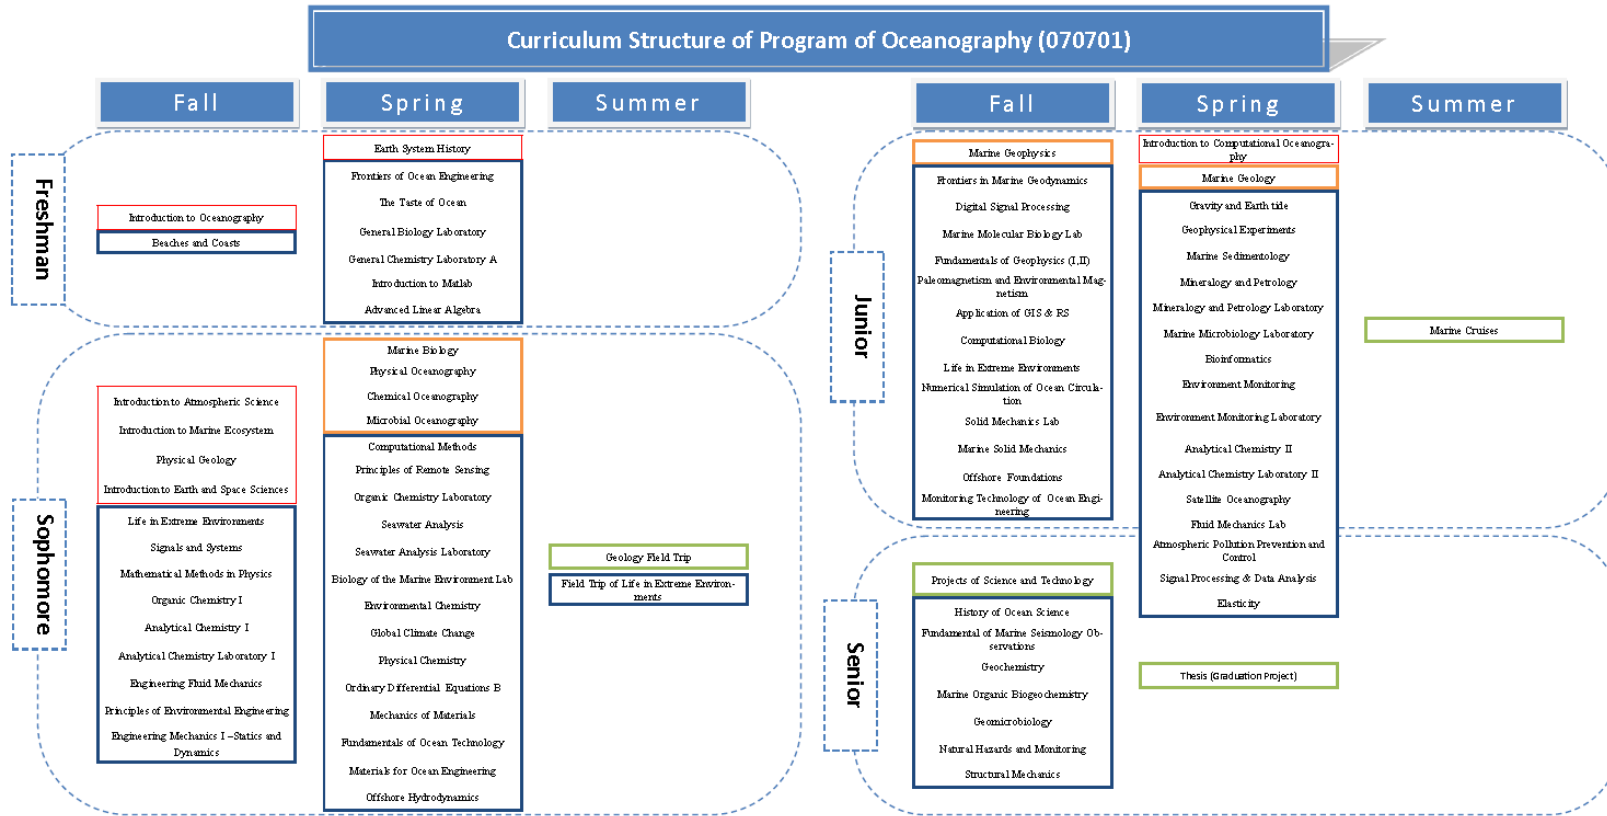 Curriculum Structure of Program of Oceanography (070701)
Fall
Spring
Summer
Freshman
Introduction to Oceanography
Beaches and Coasts
Earth System History
Frontiers of Ocean Engineering
The Taste of Ocean
General Biology Laboratory
General Chemistry Laboratory A
Introduction to Matlab
Advanced Linear Algebra
Sophomore
Introduction to Atmospheric Science
Introduction to Marine Ecosystem
Physical Geology
Introduction to Earth and Space Sciences
Life in Extreme Environments
Signals and Systems
Mathematical Methods in Physics
Organic Chemistry I
Analytical Chemistry I
Analytical Chemistry Laboratory I
Engineering Fluid Mechanics
Principles of Environmental Engineering
Engineering Mechanics I –Statics and
Dynamics
Marine Biology
Physical Oceanography
Chemical Oceanography
Microbial Oceanography
Computational Methods
Principles of Remote Sensing
Organic Chemistry Laboratory
Seawater Analysis
Seawater Analysis Laboratory
Biology of the Marine Environment Lab
Environmental Chemistry
Global Climate Change
Physical Chemistry
Ordinary Differential Equations B
Mechanics of Materials
Fundamentals of Ocean Technology
Materials for Ocean Engineering
Offshore Hydrodynamics
Geology Field Trip
Field Trip of Life in Extreme Environ-
ments
Fall
Spring
Summer
Junior
Marine Geophysics
Frontiers in Marine Geodynamics
Digital Signal Processing
Marine Molecular Biology Lab
Fundamentals of Geophysics (I,II)
Paleomagnetism and Environmental Mag-
netism
Application of GIS & RS
Computational Biology
Life in Extreme Environments
Numerical Simulation of Ocean Circula-
tion
Solid Mechanics Lab
Marine Solid Mechanics
Offshore Foundations
Monitoring Technology of Ocean Engi-
neering
Introduction to Computational Oceanogra-
phy
Marine Geology
Gravity and Earth tide
Geophysical Experiments
Marine Sedimentology
Mineralogy and Petrology
Mineralogy and Petrology Laboratory
Marine Microbiology Laboratory
Bioinformatics
Environment Monitoring
Environment Monitoring Laboratory
Analytical Chemistry II
Analytical Chemistry Laboratory II
Satellite Oceanography
Fluid Mechanics Lab
Atmospheric Pollution Prevention and
Control
Signal Processing & Data Analysis
Elasticity
Marine Cruises
Senior
Projects of Science and Technology
History of Ocean Science
Fundamental of Marine Seismology Ob-
servations
Geochemistry
Marine Organic Biogeochemistry
Geomicrobiology
Natural Hazards and Monitoring
Structural Mechanics
Thesis (Graduation Project)